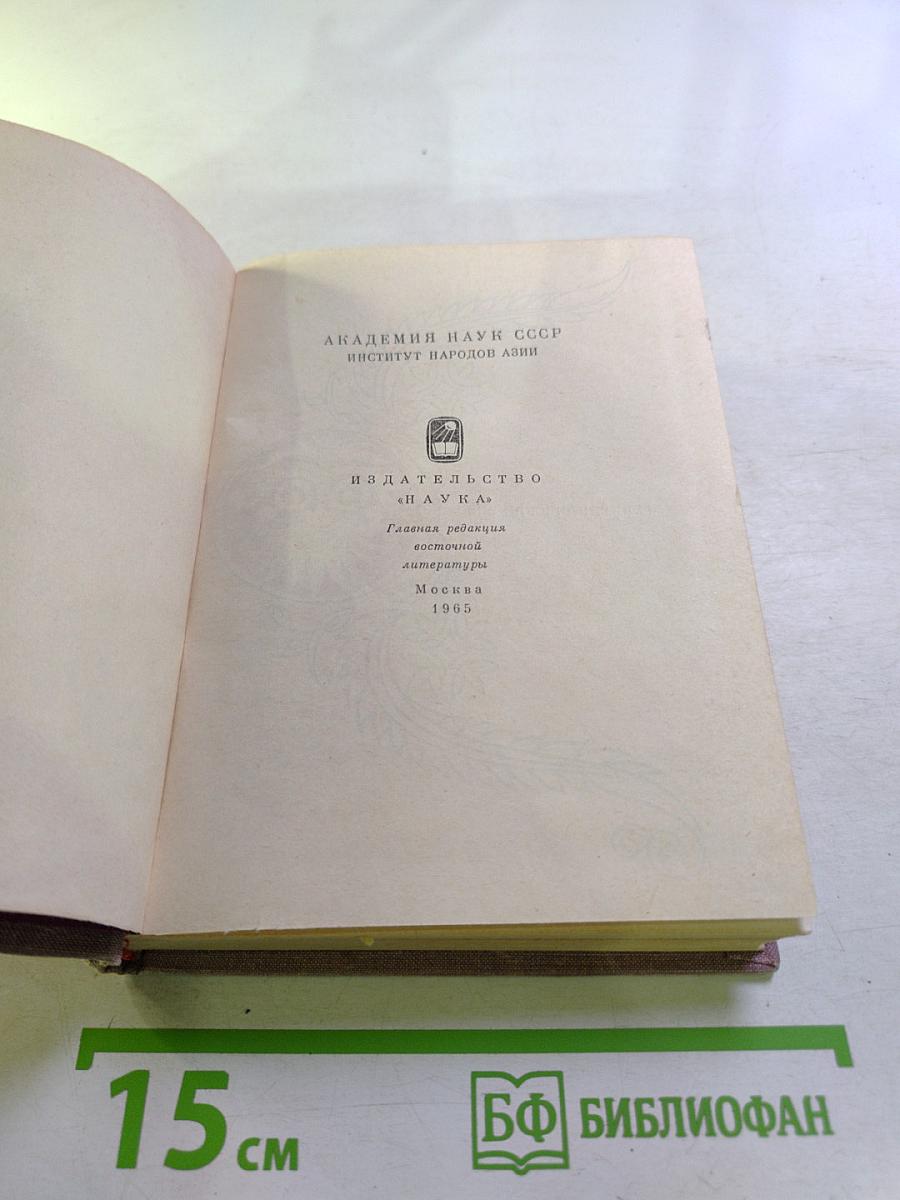 АКАДЕМИЯ НАУК СССР
ИНСТИТУТ НАРОДОВ АЗИИ
ИЗДАТЕЛЬСТВО
«НАУКА»
Главная редакция
восточной
литературы
Москва
1965
15 см
БФ БИБЛИОФАН